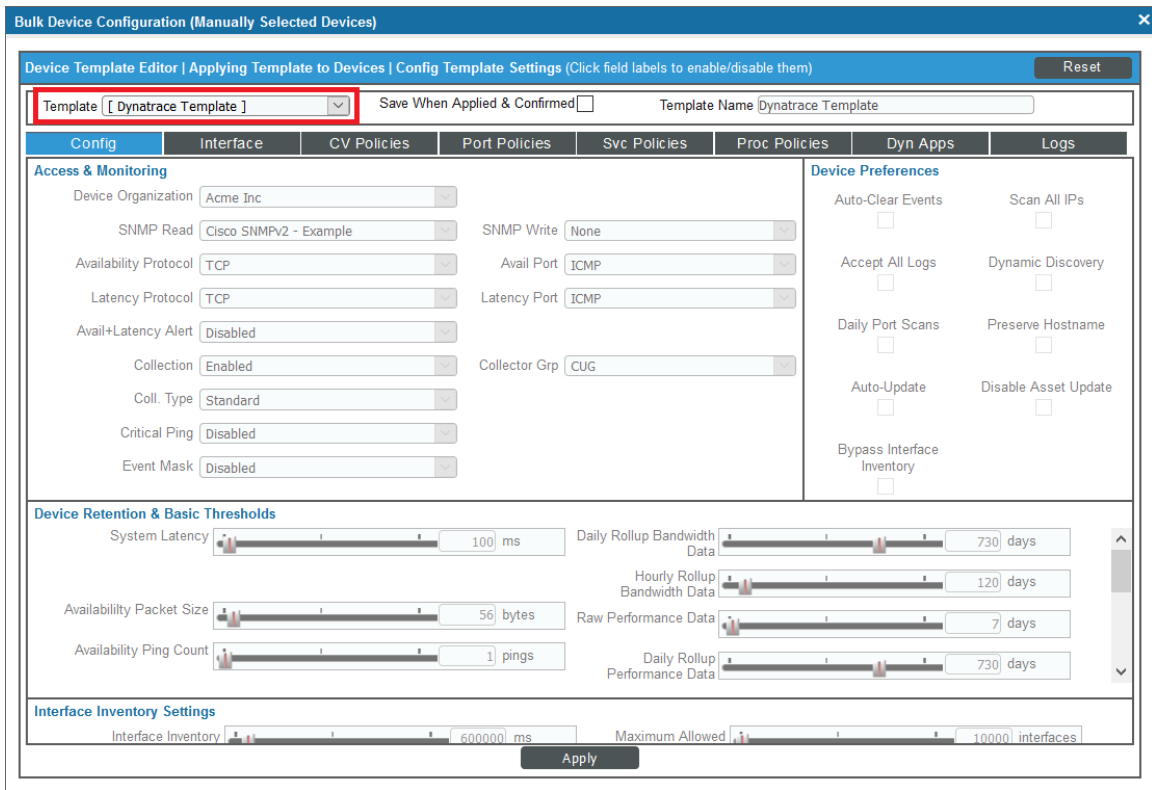 Bulk Device Configuration (Manually Selected Devices)
Device Template Editor | Applying Template to Devices | Config Template Settings (Click field labels to enable/disable them)
Reset
Template [ Dynatrace Template ]
Save When Applied & Confirmed
Template Name Dynatrace Template
Config Interface CV Policies Port Policies Svc Policies Proc Policies Dyn Apps Logs
Access & Monitoring
Device Organization Acme Inc
SNMP Read Cisco SNMPv2 - Example SNMP Write None
Availability Protocol TCP Avail Port ICMP
Latency Protocol TCP Latency Port ICMP
Avail+Latency Alert Disabled
Collection Enabled Collector Grp CUG
Coll. Type Standard
Critical Ping Disabled
Event Mask Disabled
Device Preferences
Auto-Clear Events Scan All IPs
Accept All Logs Dynamic Discovery
Daily Port Scans Preserve Hostname
Auto-Update Disable Asset Update
Bypass Interface
Inventory
Device Retention & Basic Thresholds
System Latency 100 ms
Availabililty Packet Size 56 bytes
Availability Ping Count 1 pings
Daily Rollup Bandwidth
Data 730 days
Hourly Rollup
Bandwidth Data 120 days
Raw Performance Data 7 days
Daily Rollup
Performance Data 730 days
Interface Inventory Settings
Interface Inventory 600000 ms Maximum Allowed 10000 interfaces
Apply